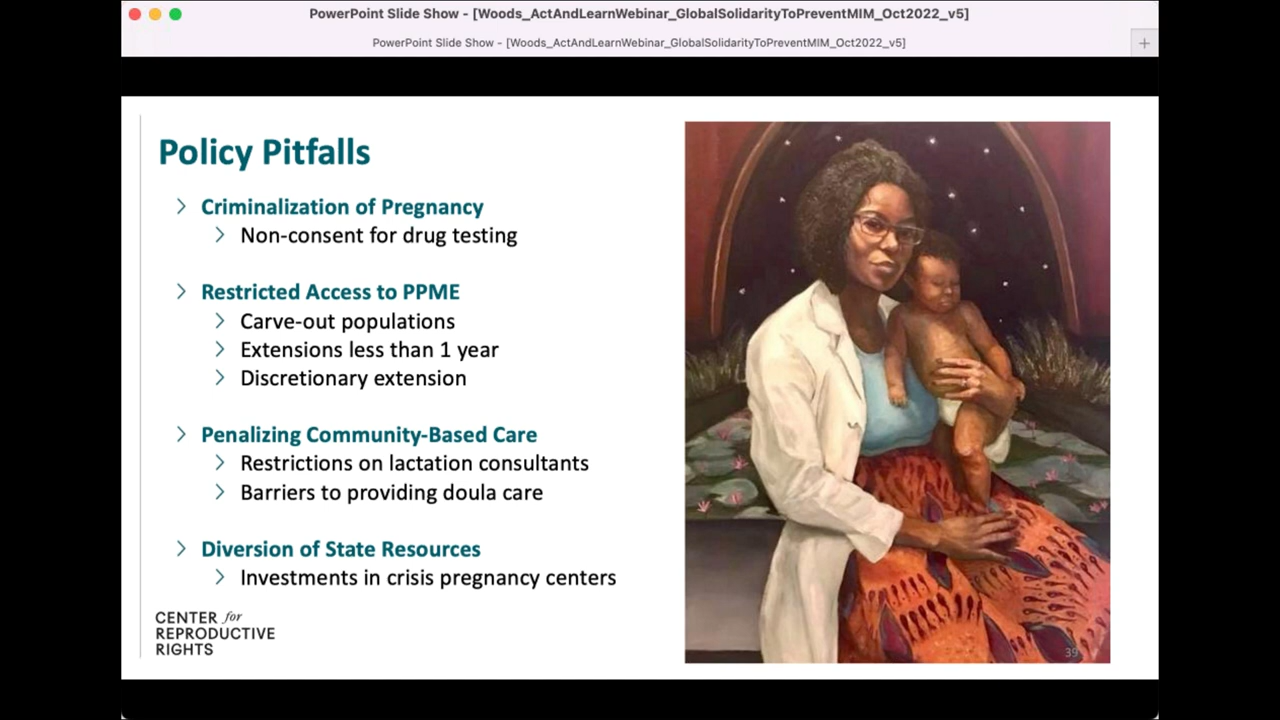 PowerPoint Slide Show - [Woods_ActAndLearnWebinar_GlobalSolidarityToPreventMIM_Oct2022_v5]
PowerPoint Slide Show - [Woods_ActAndLearnWebinar_GlobalSolidarityToPreventMIM_Oct2022_v5]
Policy Pitfalls
Criminalization of Pregnancy
Non-consent for drug testing
Restricted Access to PPME
Carve-out populations
Extensions less than 1 year
Discretionary extension
Penalizing Community-Based Care
Restrictions on lactation consultants
Barriers to providing doula care
Diversion of State Resources
Investments in crisis pregnancy centers
CENTER for
REPRODUCTIVE
RIGHTS
39